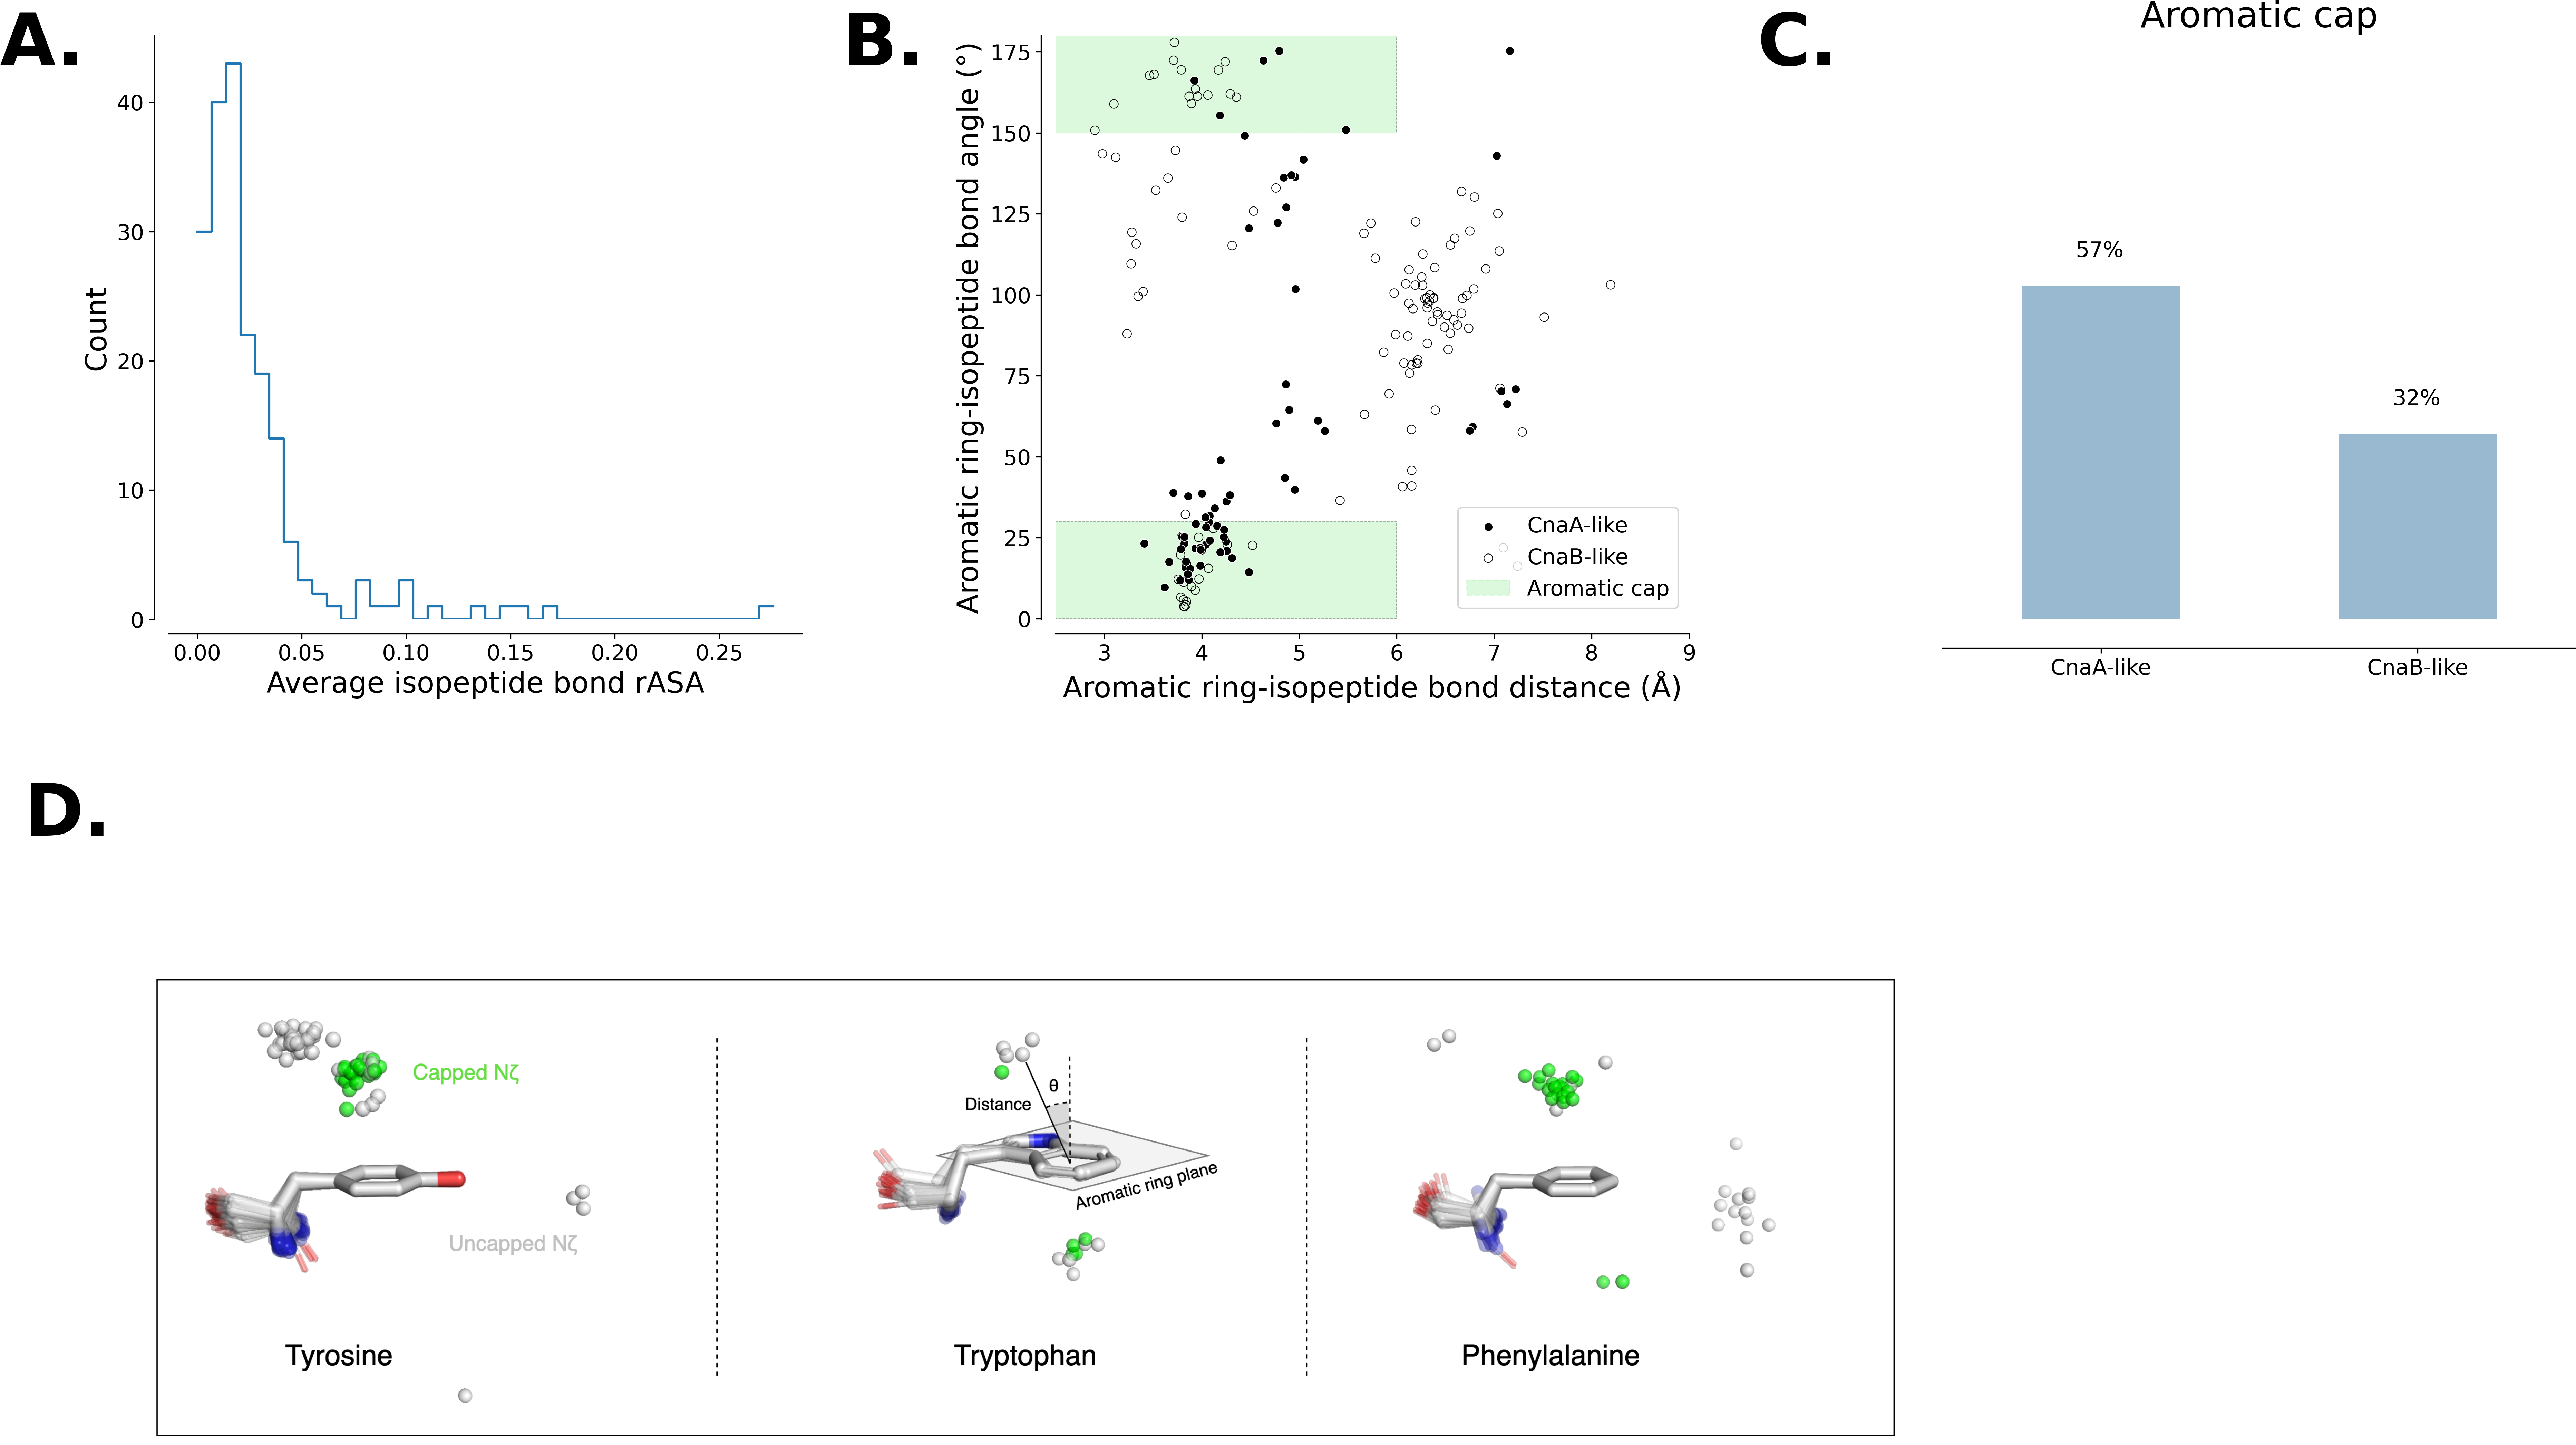 A.
Count
40
30
20
10
0
0.00 0.05 0.10 0.15 0.20 0.25
Average isopeptide bond rASA
B.
Aromatic ring-isopeptide bond angle (°)
175
150
125
100
75
50
25
0
3 4 5 6 7 8 9
Aromatic ring-isopeptide bond distance (Å)
CnaA-like
CnaB-like
Aromatic cap
C.
Aromatic cap
57%
32%
CnaA-like CnaB-like
D.
Capped Nζ
Uncapped Nζ
Tyrosine
θ
Distance
Aromatic ring plane
Tryptophan
Phenylalanine